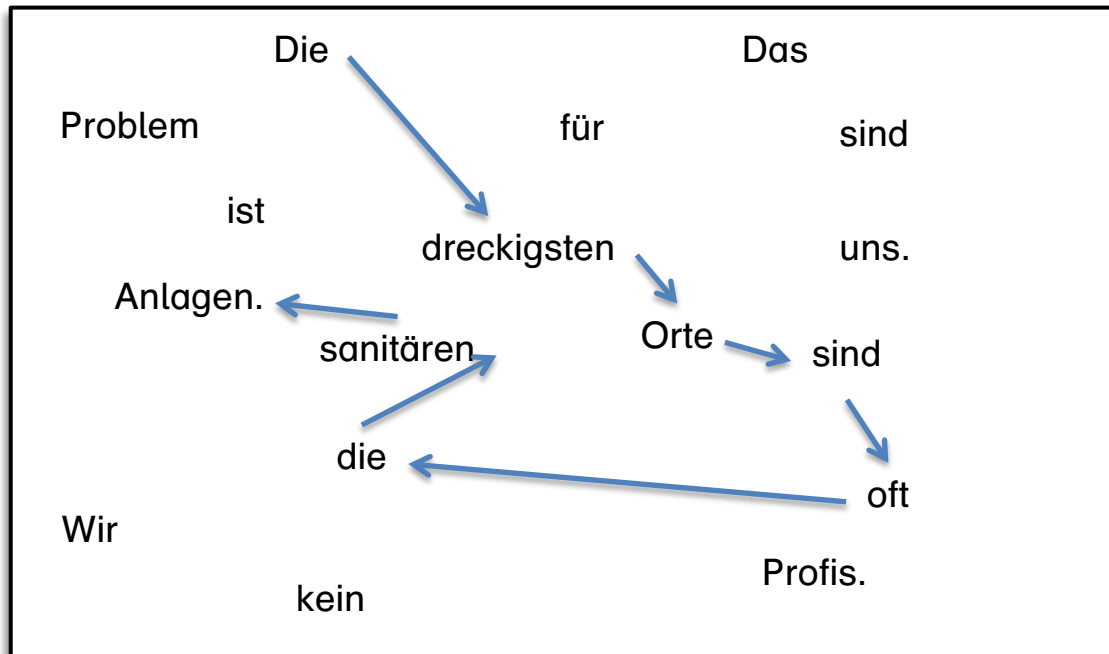 Die Das
Problem für sind
ist
dreckigsten uns.
Anlagen.
Orte
sanitären sind
die
oft
Wir
Profis.
kein